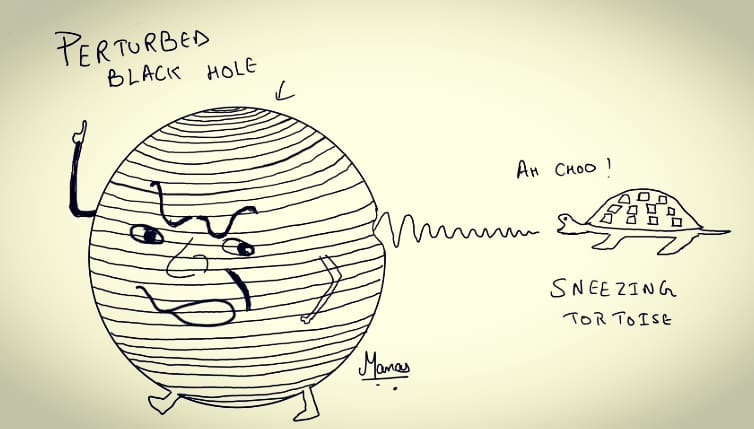 PERTURBED
BLACK HOLE
AH CHOO!
SNEEZING
TORTOISE
Manas